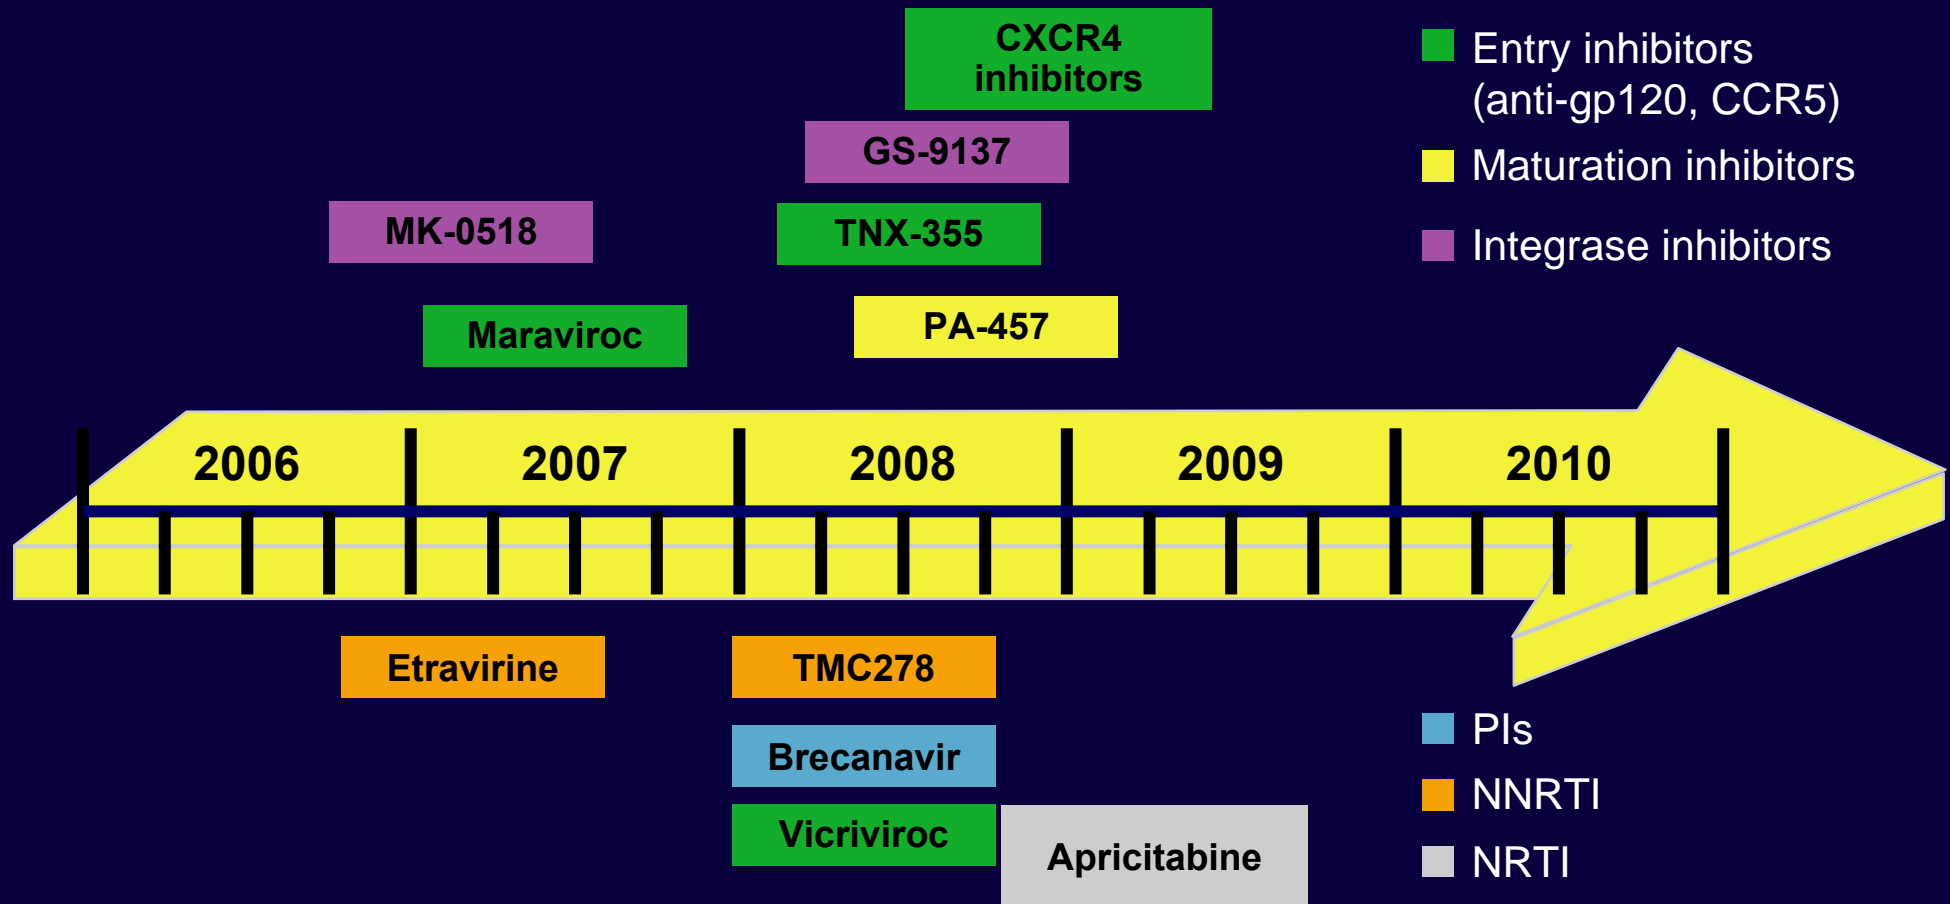 CXCR4
inhibitors
GS-9137
MK-0518
TNX-355
Maraviroc
PA-457
Entry inhibitors
(anti-gp120, CCR5)
Maturation inhibitors
Integrase inhibitors
2006
2007
2008
2009
2010
Etravirine
TMC278
Brecanavir
Vicriviroc
Apricitabine
PIs
NNRTI
NRTI